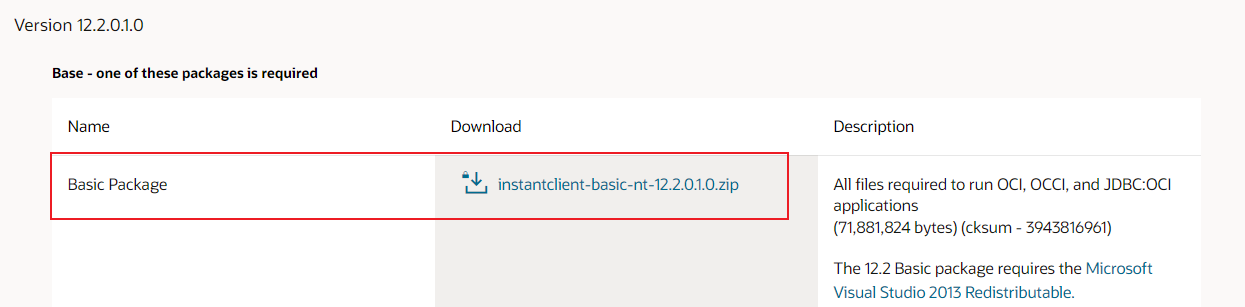 Version 12.2.0.1.0
Base - one of these packages is required
Name Download Description
Basic Package instantclient-basic-nt-12.2.0.1.0.zip All files required to run OCI, OCCI, and JDBC:OCI
applications
(71,881,824 bytes) (cksum - 3943816961)
The 12.2 Basic package requires the Microsoft
Visual Studio 2013 Redistributable.